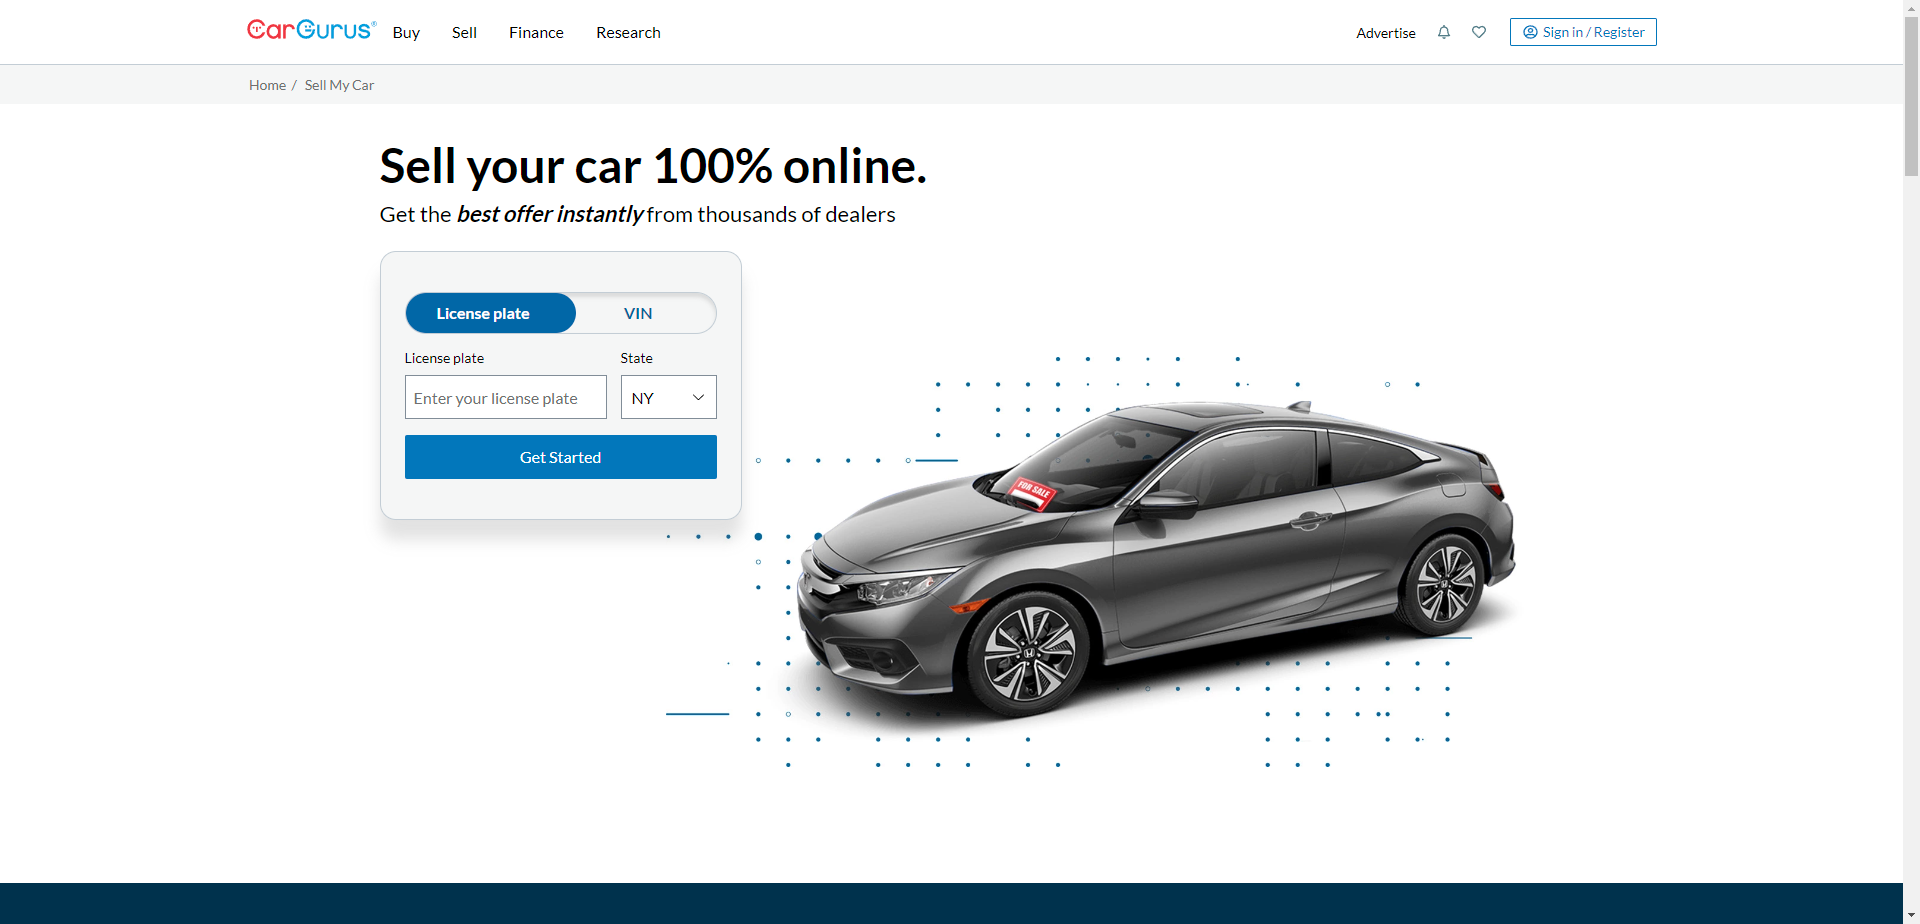 CarGurus®
Buy
Sell
Finance
Research
Advertise
Sign in / Register
Home / Sell My Car
Sell your car 100% online.
Get the best offer instantly from thousands of dealers
License plate
VIN
License plate
State
Enter your license plate
NY
Get Started
FOR SALE